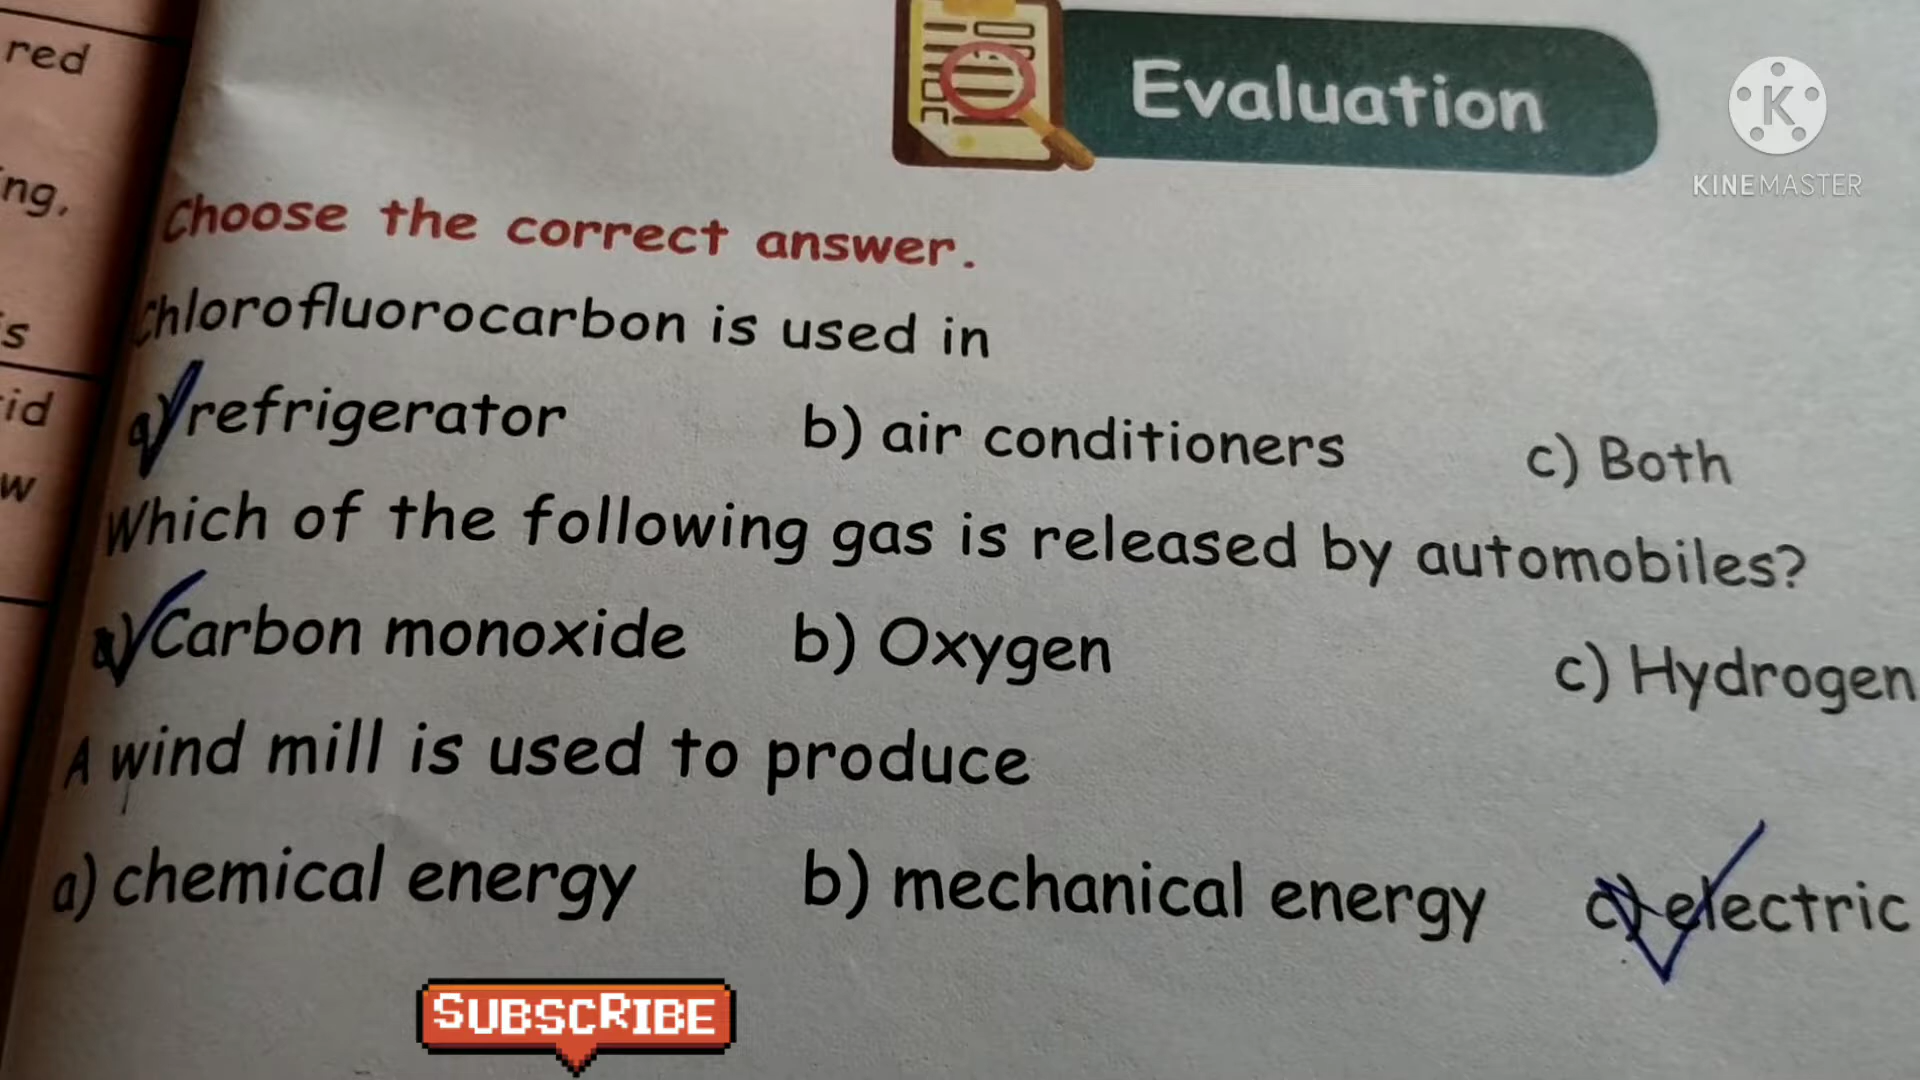 red
ng,
s
id
w
Evaluation
KINEMASTER
Choose the correct answer.
Chlorofluorocarbon is used in
a) refrigerator b) air conditioners c) Both
Which of the following gas is released by automobiles?
a) Carbon monoxide b) Oxygen c) Hydrogen
A wind mill is used to produce
a) chemical energy b) mechanical energy c) electric
SUBSCRIBE